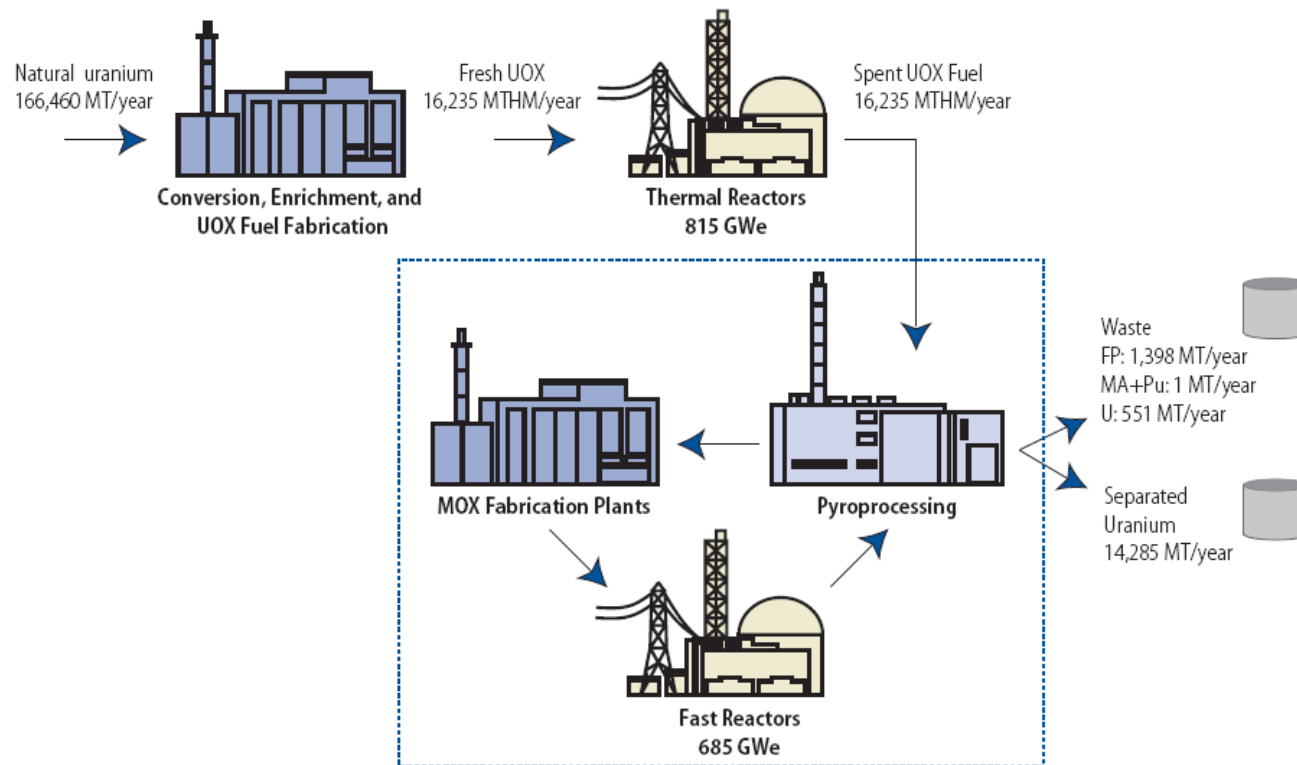 Natural uranium
166,460 MT/year
Fresh UOX
16,235 MTHM/year
Spent UOX Fuel
16,235 MTHM/year
Conversion, Enrichment, and
UOX Fuel Fabrication
Thermal Reactors
815 GWe
Waste
FP: 1,398 MT/year
MA+Pu: 1 MT/year
U: 551 MT/year
MOX Fabrication Plants
Pyroprocessing
Separated
Uranium
14,285 MT/year
Fast Reactors
685 GWe